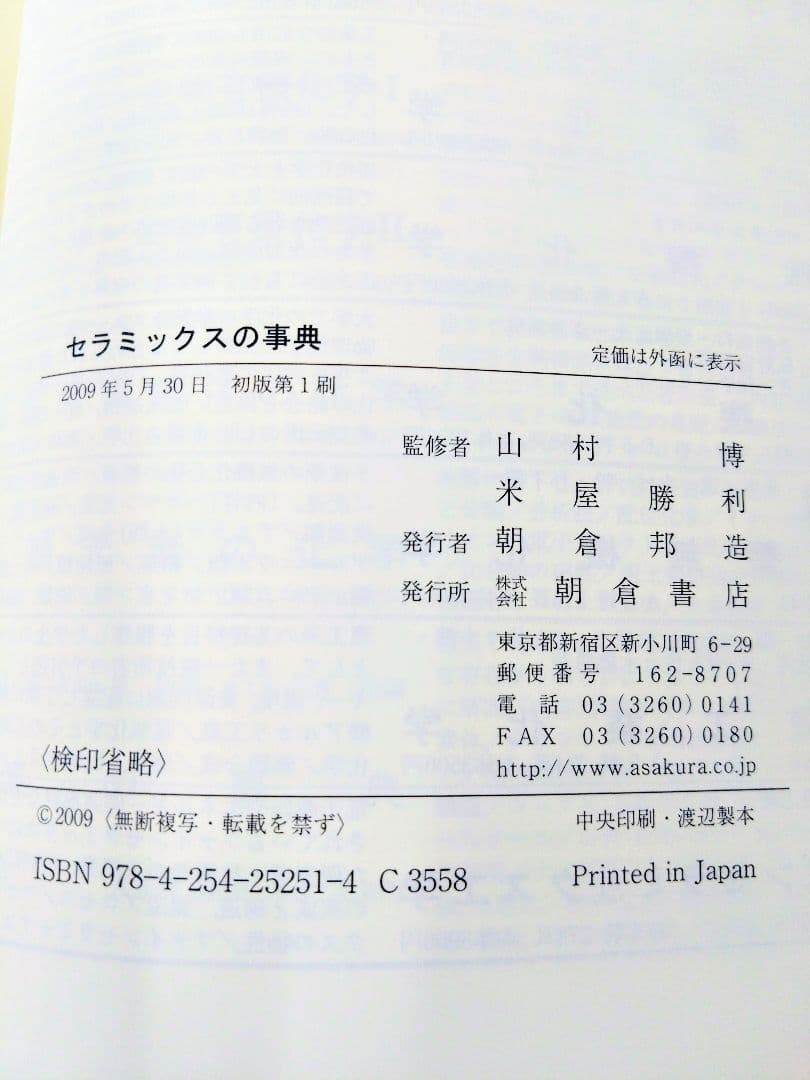 セラミックスの事典
定価は外函に表示
2009年5月30日 初版第1刷
監修者 山村博
米屋勝利
発行者 朝倉邦造
発行所 株式会社 朝倉書店
東京都新宿区新小川町6-29
郵便番号 162-8707
電話 03(3260)0141
FAX 03(3260)0180
http://www.asakura.co.jp
〈検印省略〉
©2009〈無断複写・転載を禁ず〉
中央印刷・渡辺製本
ISBN 978-4-254-25251-4 C 3558
Printed in Japan